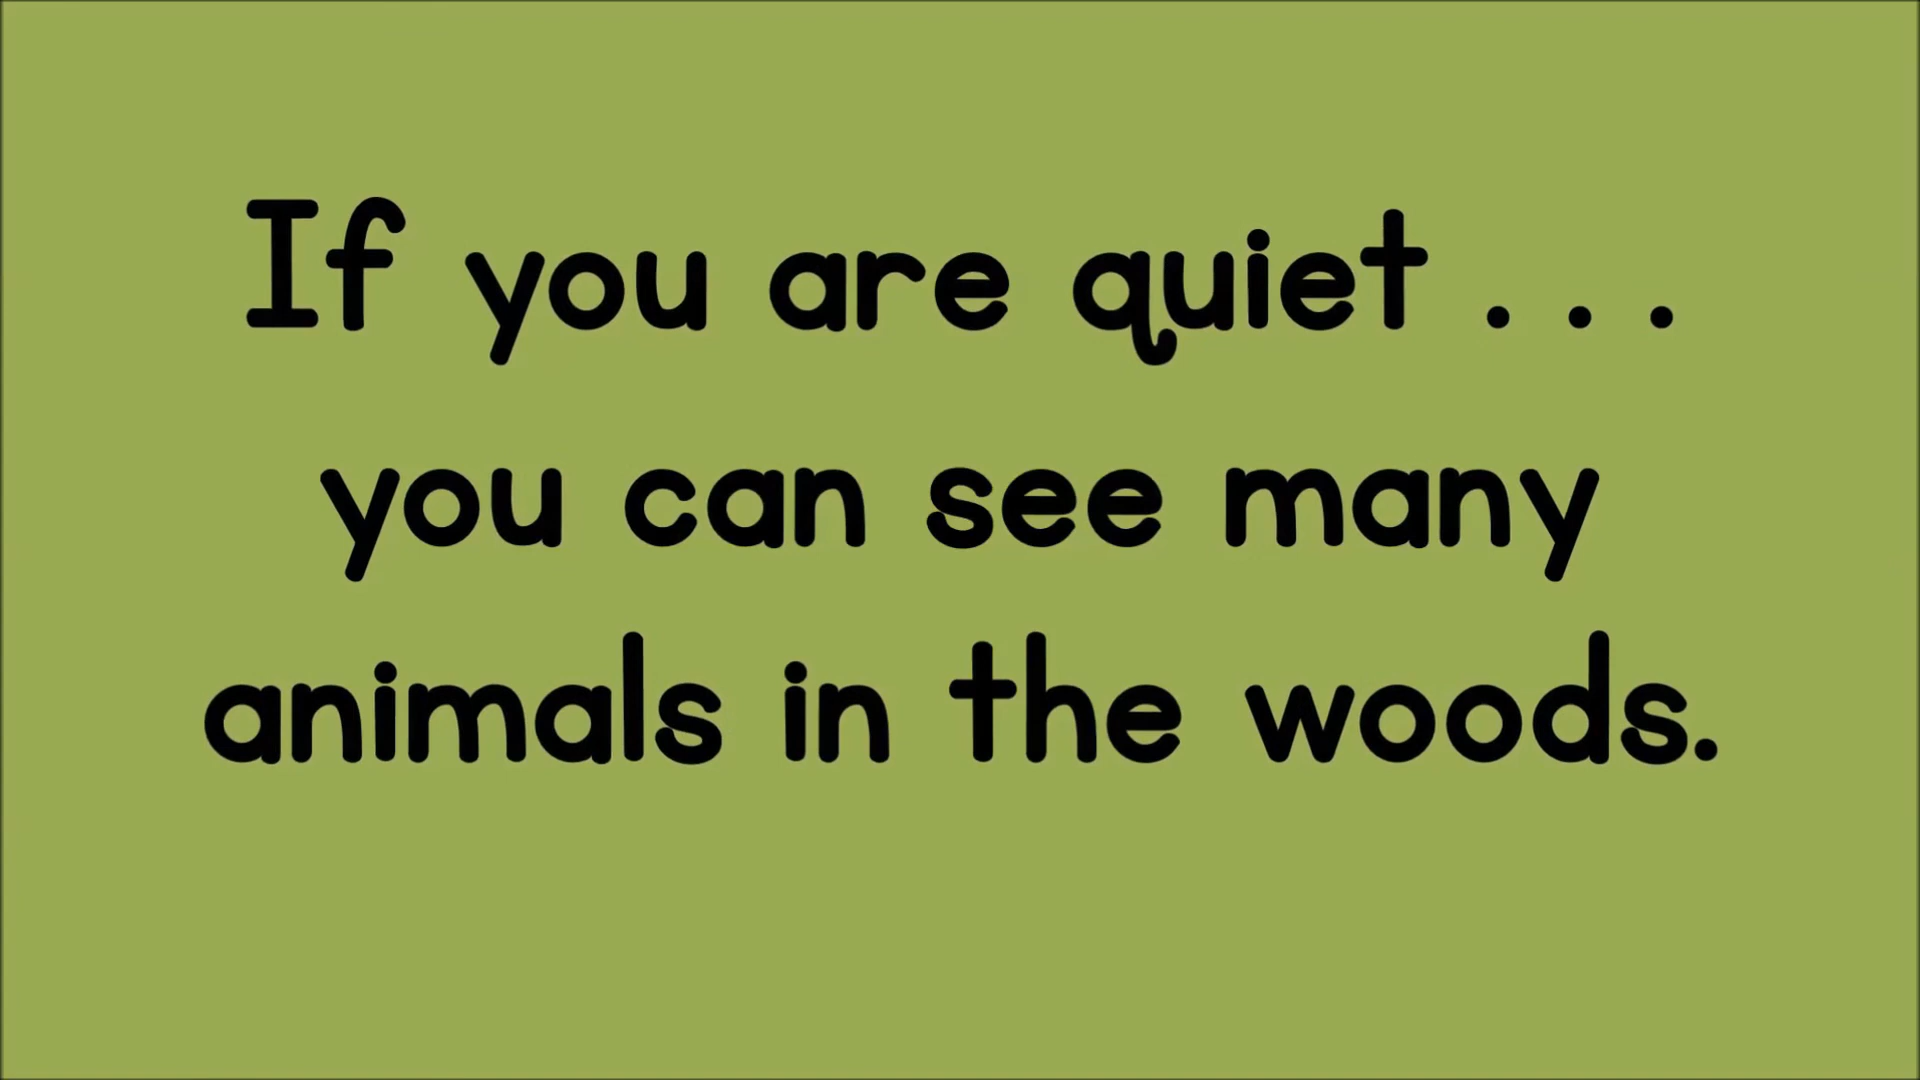 If you are quiet . . .
you can see many
animals in the woods.